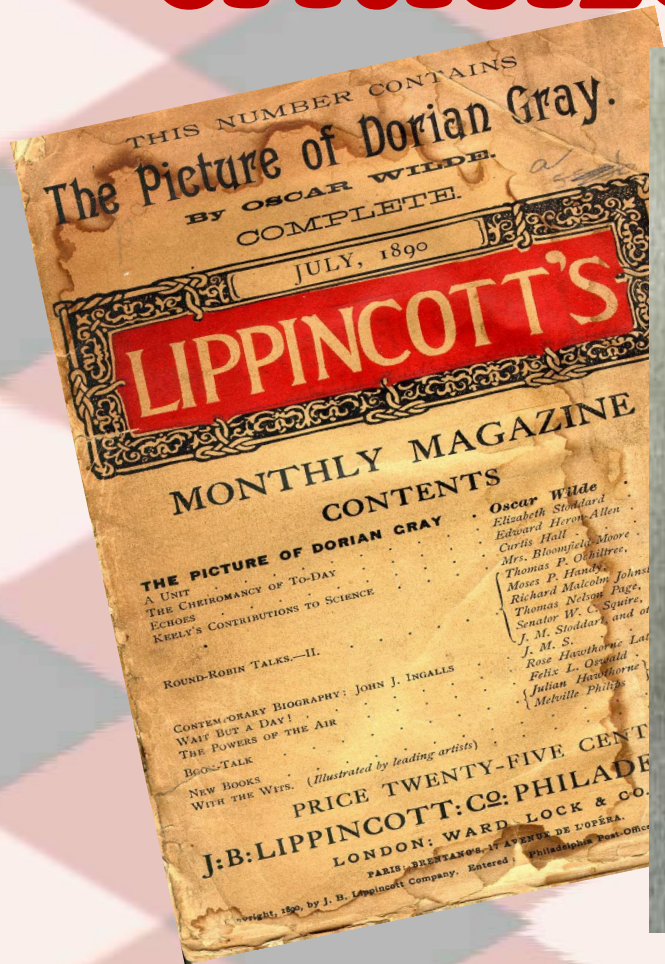 THIS NUMBER CONTAINS
The Picture of Dorian Gray.
BY OSCAR WILDE.
COMPLETE.
JULY, 1890
LIPPINCOTT'S
MONTHLY MAGAZINE
CONTENTS
THE PICTURE OF DORIAN GRAY . Oscar Wilde
A UNIT . Elizabeth Stoddard
THE CHEIROMANCY OF TO-DAY . Edward Heron-Allen
ECHOES . Curtis Hall
KEELY'S CONTRIBUTIONS TO SCIENCE . Mrs. Bloomfield-Moore
ROUND-ROBIN TALKS.—II.
Thomas P. Ochiltree,
Moses P. Handy,
Richard Malcolm Johnst
Thomas Nelson Page,
Senator W. C. Squire,
J. M. Stoddart, and ot
CONTEMPORARY BIOGRAPHY: JOHN J. INGALLS . J. M. S.
WAIT BUT A DAY! . Rose Hawthorne Lat
THE POWERS OF THE AIR . Felix L. Oswald
BOOK-TALK . Julian Hawthorne
NEW BOOKS . Melville Philips
WITH THE WITS. (Illustrated by leading artists)
PRICE TWENTY-FIVE CENT
J:B:LIPPINCOTT:CO:PHILADE
LONDON: WARD, LOCK & CO.
PARIS: BRENTANO'S, 17 AVENUE DE L'OPÉRA.
Copyright, 1890, by J. B. Lippincott Company. Entered Philadelphia Post-Office